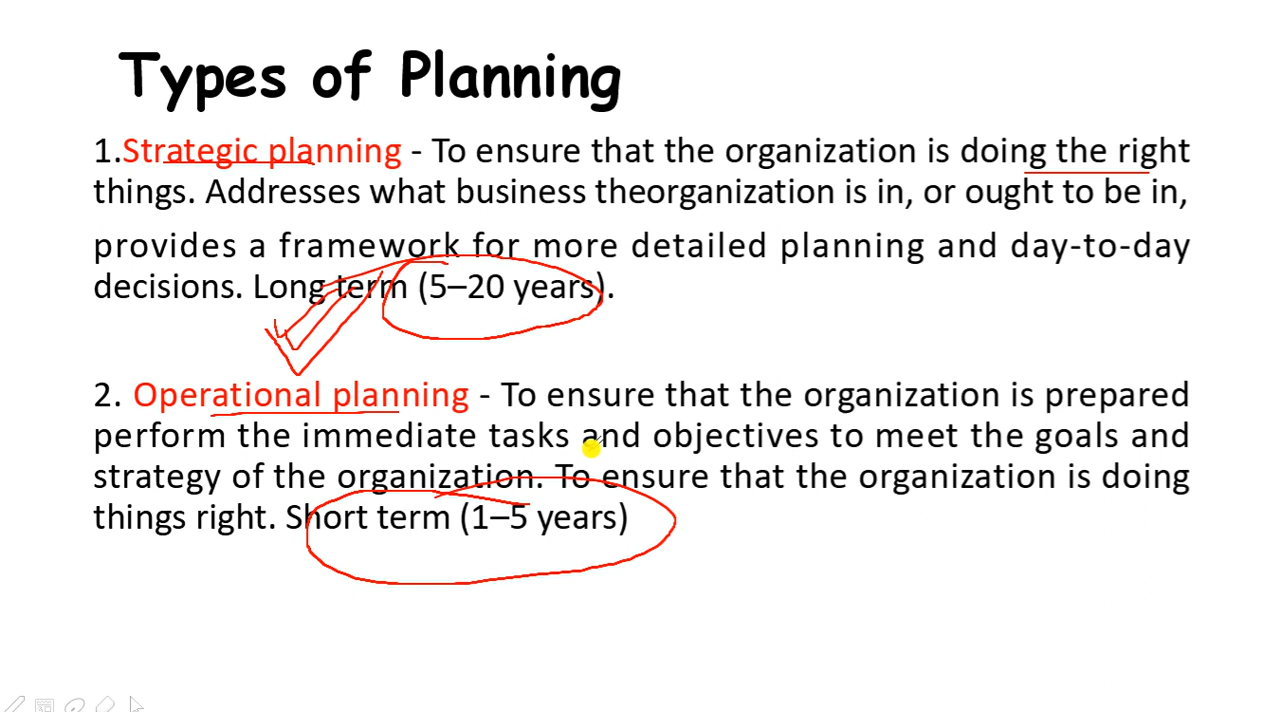 Types of Planning
1.Strategic planning - To ensure that the organization is doing the right
things. Addresses what business theorganization is in, or ought to be in,
provides a framework for more detailed planning and day-to-day
decisions. Long term (5–20 years).
2. Operational planning - To ensure that the organization is prepared
perform the immediate tasks and objectives to meet the goals and
strategy of the organization. To ensure that the organization is doing
things right. Short term (1–5 years)